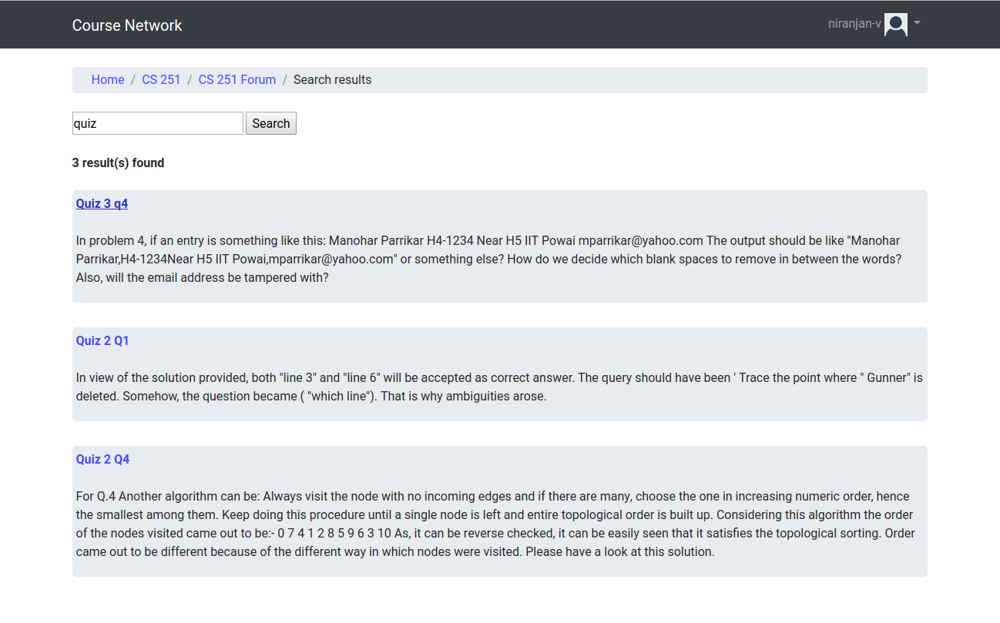 Course Network
niranjan-v
Home / CS 251 / CS 251 Forum / Search results
quiz Search
3 result(s) found
Quiz 3 q4
In problem 4, if an entry is something like this: Manohar Parrikar H4-1234 Near H5 IIT Powai mparrikar@yahoo.com The output should be like "Manohar
Parrikar,H4-1234Near H5 IIT Powai,mparrikar@yahoo.com" or something else? How do we decide which blank spaces to remove in between the words?
Also, will the email address be tampered with?
Quiz 2 Q1
In view of the solution provided, both "line 3" and "line 6" will be accepted as correct answer. The query should have been ' Trace the point where " Gunner" is
deleted. Somehow, the question became ( "which line"). That is why ambiguities arose.
Quiz 2 Q4
For Q.4 Another algorithm can be: Always visit the node with no incoming edges and if there are many, choose the one in increasing numeric order, hence
the smallest among them. Keep doing this procedure until a single node is left and entire topological order is built up. Considering this algorithm the order
of the nodes visited came out to be:- 0 7 4 1 2 8 5 9 6 3 10 As, it can be reverse checked, it can be easily seen that it satisfies the topological sorting. Order
came out to be different because of the different way in which nodes were visited. Please have a look at this solution.